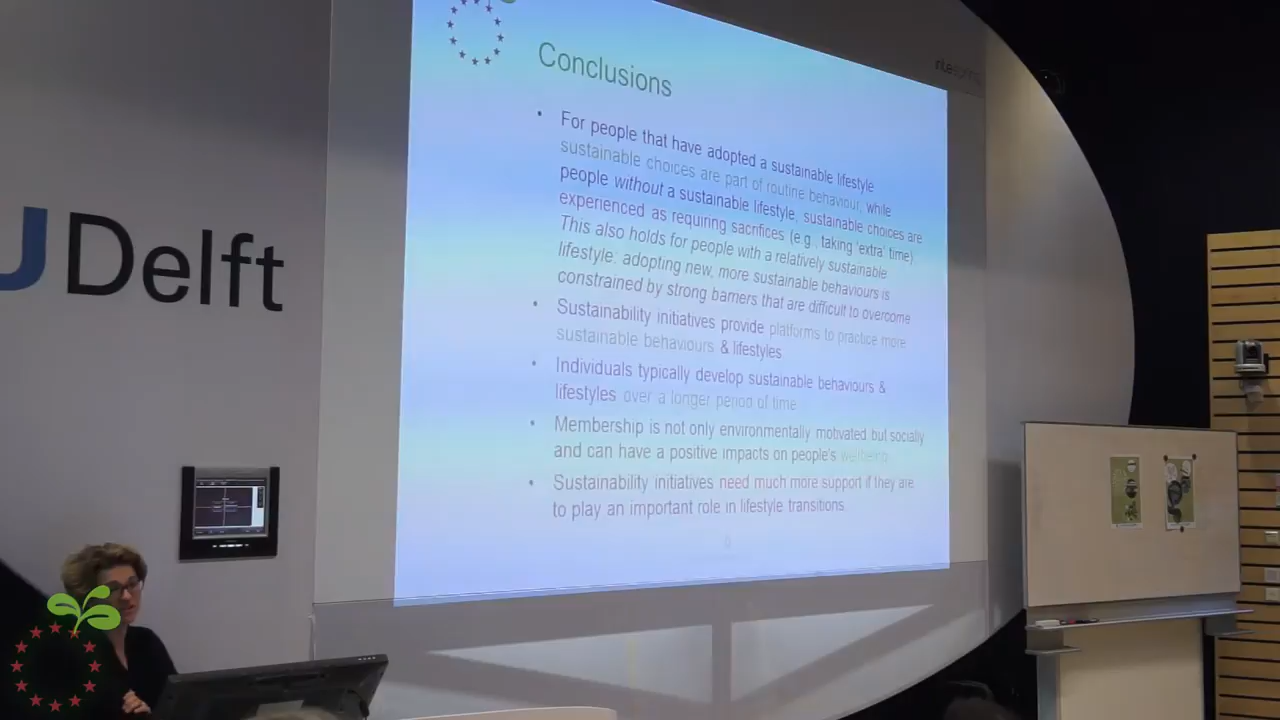 Conclusions
• For people that have adopted a sustainable lifestyle
sustainable choices are part of routine behaviour, while
people without a sustainable lifestyle, sustainable choices are
experienced as requiring sacrifices (e.g., taking 'extra' time)
This also holds for people with a relatively sustainable
lifestyle: adopting new, more sustainable behaviours is
constrained by strong barriers that are difficult to overcome
• Sustainability initiatives provide platforms to practice more
sustainable behaviours & lifestyles
• Individuals typically develop sustainable behaviours &
lifestyles over a longer period of time
• Membership is not only environmentally motivated but socially
and can have a positive impacts on people's wellbeing
• Sustainability initiatives need much more support if they are
to play an important role in lifestyle transitions
UDelft